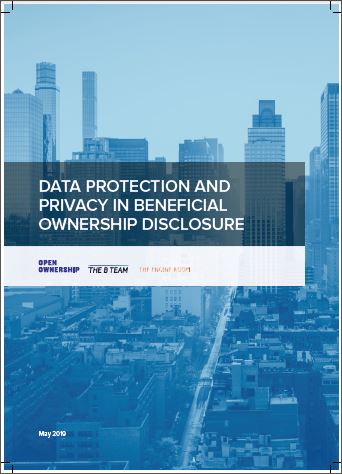 DATA PROTECTION AND
PRIVACY IN BENEFICIAL
OWNERSHIP DISCLOSURE
OPEN
OWNERSHIP
THE B TEAM
THE ENGINE ROOM
May 2019